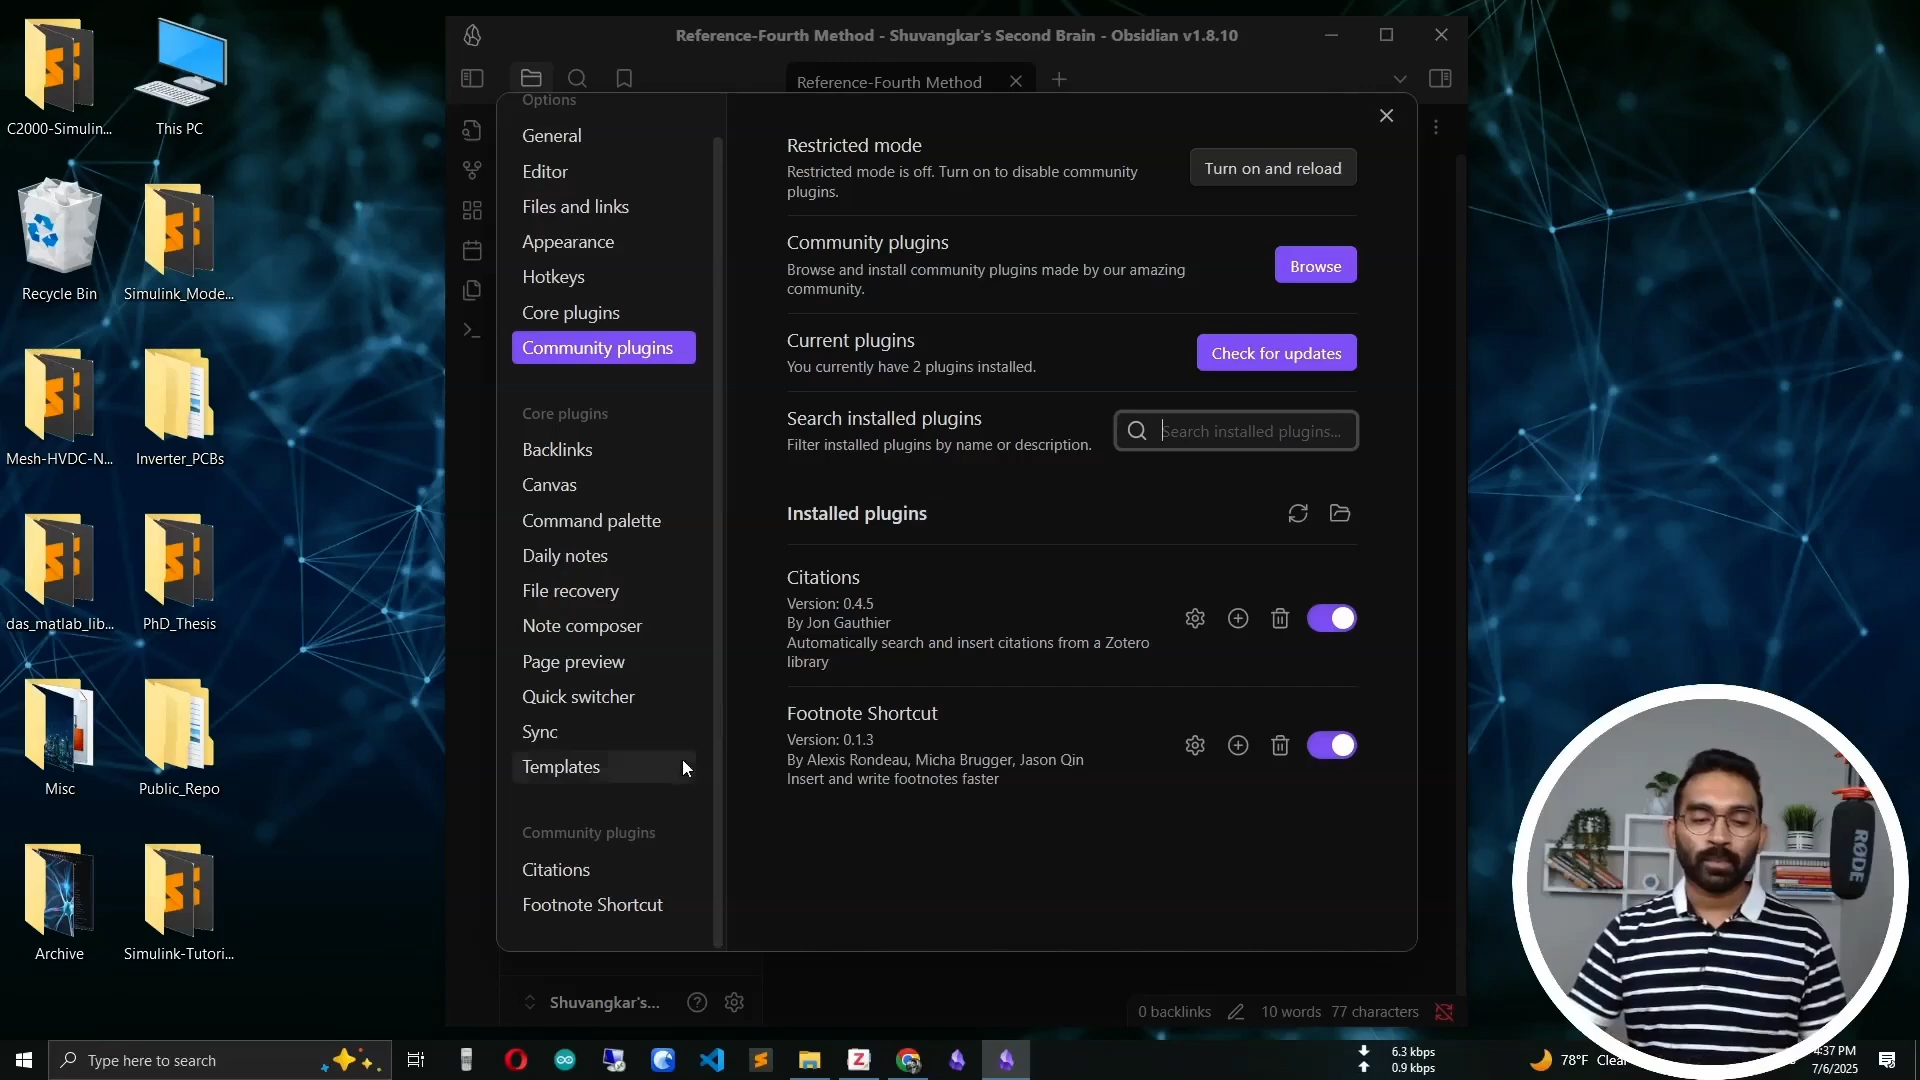 C2000-Simulin...
This PC
Recycle Bin
Simulink_Mode...
Mesh-HVDC-N...
Inverter_PCBs
das_matlab_lib...
PhD_Thesis
Misc
Public_Repo
Archive
Simulink-Tutori...
Reference-Fourth Method - Shuvangkar's Second Brain - Obsidian v1.8.10
Reference-Fourth Method
Options
General
Editor
Files and links
Appearance
Hotkeys
Core plugins
Community plugins
Core plugins
Backlinks
Canvas
Command palette
Daily notes
File recovery
Note composer
Page preview
Quick switcher
Sync
Templates
Community plugins
Citations
Footnote Shortcut
Restricted mode
Restricted mode is off. Turn on to disable community
plugins.
Turn on and reload
Community plugins
Browse and install community plugins made by our amazing
community.
Browse
Current plugins
You currently have 2 plugins installed.
Check for updates
Search installed plugins
Filter installed plugins by name or description.
Search installed plugins...
Installed plugins
Citations
Version: 0.4.5
By Jon Gauthier
Automatically search and insert citations from a Zotero
library
Footnote Shortcut
Version: 0.1.3
By Alexis Rondeau, Micha Brugger, Jason Qin
Insert and write footnotes faster
Shuvangkar's...
0 backlinks
10 words
77 characters
RØDE
Type here to search
6.3 kbps
0.9 kbps
78°F Clea
4:37 PM
7/6/2025